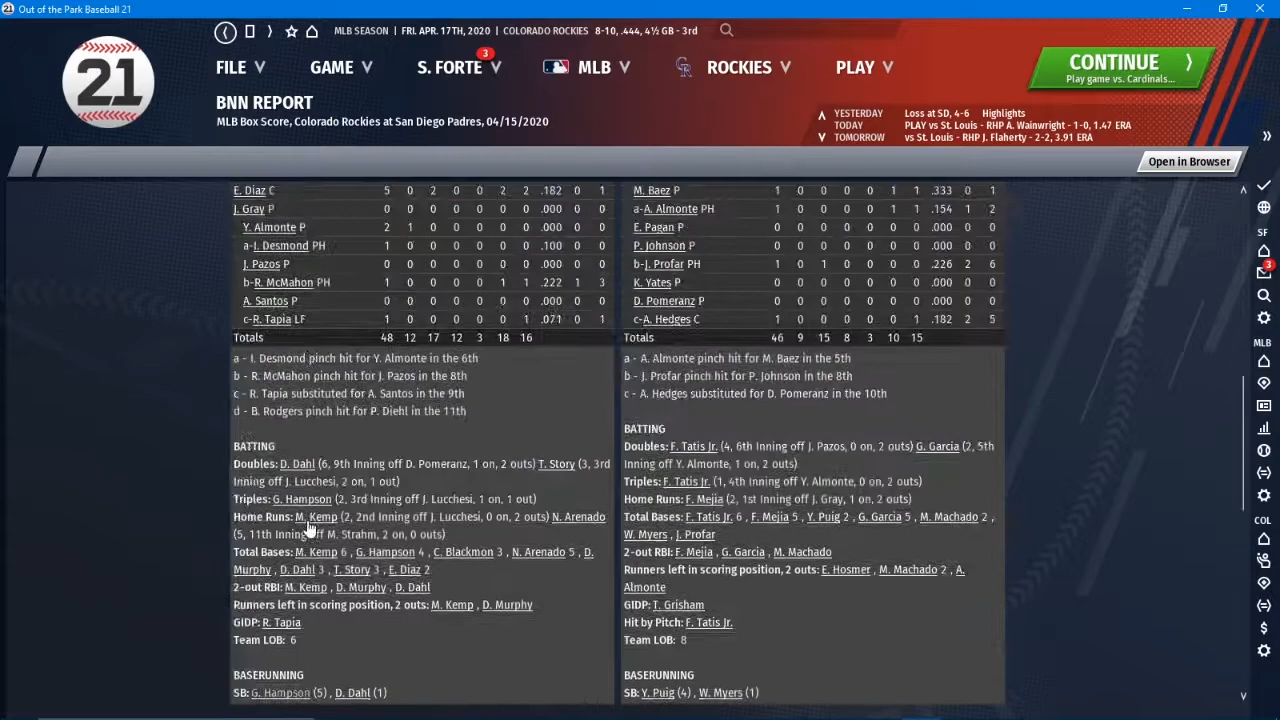 21 Out of the Park Baseball 21
MLB SEASON | FRI. APR. 17TH, 2020 | COLORADO ROCKIES 8-10, .444, 4½ GB - 3rd
21
FILE GAME S. FORTE 3 MLB ROCKIES PLAY
CONTINUE
Play game vs. Cardinals...
BNN REPORT
MLB Box Score, Colorado Rockies at San Diego Padres, 04/15/2020
YESTERDAY Loss at SD, 4-6 Highlights
TODAY PLAY vs St. Louis - RHP A. Wainwright - 1-0, 1.47 ERA
TOMORROW vs St. Louis - RHP J. Flaherty - 2-2, 3.91 ERA
Open in Browser
E. Diaz C 5 0 2 0 0 2 2 .182 0 1
J. Gray P 0 0 0 0 0 0 0 .000 0 0
Y. Almonte P 2 1 0 0 0 0 0 .000 0 0
a-J. Desmond PH 1 0 0 0 0 0 0 .100 0 0
J. Pazos P 0 0 0 0 0 0 0 .000 0 0
b-R. McMahon PH 1 0 0 0 0 1 1 .222 1 3
A. Santos P 0 0 0 0 0 0 0 .000 0 0
c-R. Tapia LF 1 0 0 0 0 0 1 .071 0 1
Totals 48 12 17 12 3 18 16
a - I. Desmond pinch hit for Y. Almonte in the 6th
b - R. McMahon pinch hit for J. Pazos in the 8th
c - R. Tapia substituted for A. Santos in the 9th
d - B. Rodgers pinch hit for P. Diehl in the 11th
BATTING
Doubles: D. Dahl (6, 9th Inning off D. Pomeranz, 1 on, 2 outs) T. Story (3, 3rd
Inning off J. Lucchesi, 2 on, 1 out)
Triples: G. Hampson (2, 3rd Inning off J. Lucchesi, 1 on, 1 out)
Home Runs: M. Kemp (2, 2nd Inning off J. Lucchesi, 0 on, 2 outs) N. Arenado
(5, 11th Inning off M. Strahm, 2 on, 0 outs)
Total Bases: M. Kemp 6 , G. Hampson 4 , C. Blackmon 3 , N. Arenado 5 , D.
Murphy , D. Dahl 3 , T. Story 3 , E. Diaz 2
2-out RBI: M. Kemp , D. Murphy , D. Dahl
Runners left in scoring position, 2 outs: M. Kemp , D. Murphy
GIDP: R. Tapia
Team LOB: 6
BASERUNNING
SB: G. Hampson (5) , D. Dahl (1)
M. Baez P 1 0 0 0 0 1 1 .333 0 1
a-A. Almonte PH 1 0 0 0 0 1 1 .154 1 2
E. Pagan P 0 0 0 0 0 0 0 .000 0 0
P. Johnson P 0 0 0 0 0 0 0 .000 0 0
b-J. Profar PH 1 0 1 0 0 0 0 .226 2 6
K. Yates P 0 0 0 0 0 0 0 .000 0 0
D. Pomeranz P 0 0 0 0 0 0 0 .000 0 0
c-A. Hedges C 1 0 0 0 0 0 1 .182 2 5
Totals 46 9 15 8 3 10 15
a - A. Almonte pinch hit for M. Baez in the 5th
b - J. Profar pinch hit for P. Johnson in the 8th
c - A. Hedges substituted for D. Pomeranz in the 10th
BATTING
Doubles: F. Tatis Jr. (4, 6th Inning off J. Pazos, 0 on, 2 outs) G. Garcia (2, 5th
Inning off Y. Almonte, 1 on, 2 outs)
Triples: F. Tatis Jr. (1, 4th Inning off Y. Almonte, 0 on, 2 outs)
Home Runs: F. Mejia (2, 1st Inning off J. Gray, 1 on, 2 outs)
Total Bases: F. Tatis Jr. 6 , F. Mejia 5 , Y. Puig 2 , G. Garcia 5 , M. Machado 2 ,
W. Myers , J. Profar
2-out RBI: F. Mejia , G. Garcia , M. Machado
Runners left in scoring position, 2 outs: E. Hosmer , M. Machado 2 , A.
Almonte
GIDP: T. Grisham
Hit by Pitch: F. Tatis Jr.
Team LOB: 8
BASERUNNING
SB: Y. Puig (4) , W. Myers (1)
SF
3
MLB
COL